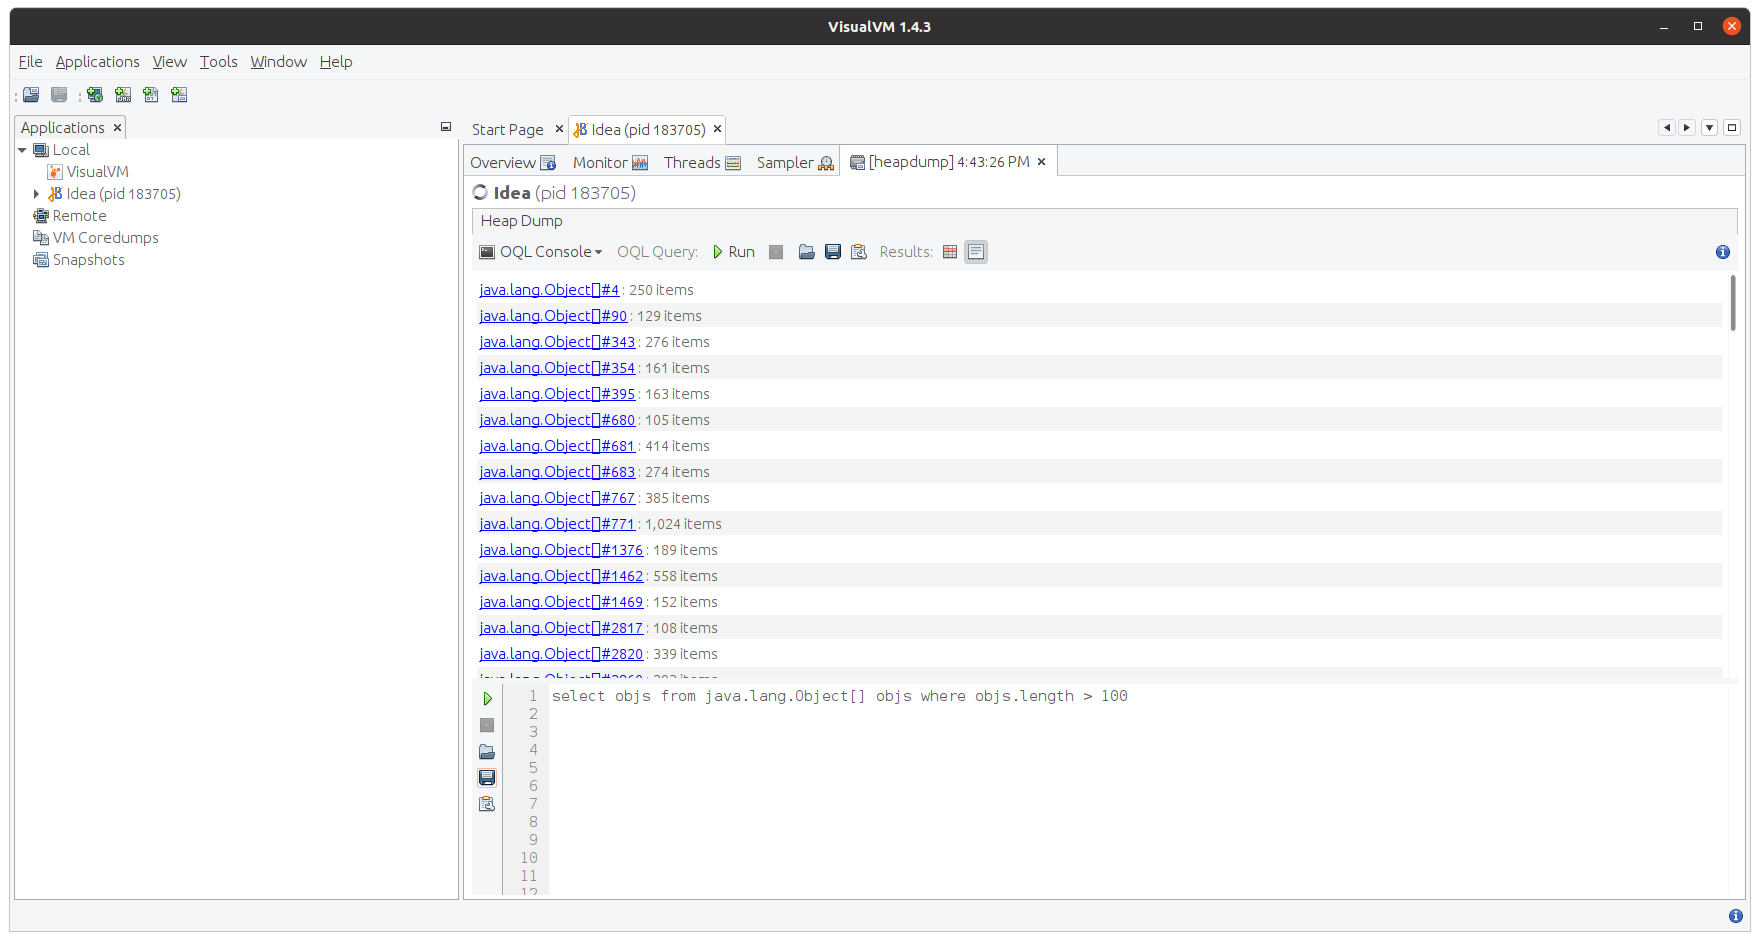 VisualVM 1.4.3
File Applications View Tools Window Help
Applications
Local
VisualVM
Idea (pid 183705)
Remote
VM Coredumps
Snapshots
Start Page
Idea (pid 183705)
Overview Monitor Threads Sampler [heapdump] 4:43:26 PM
Idea (pid 183705)
Heap Dump
OQL Console OQL Query: Run Results:
java.lang.Object[]#4 : 250 items
java.lang.Object[]#90 : 129 items
java.lang.Object[]#343 : 276 items
java.lang.Object[]#354 : 161 items
java.lang.Object[]#395 : 163 items
java.lang.Object[]#680 : 105 items
java.lang.Object[]#681 : 414 items
java.lang.Object[]#683 : 274 items
java.lang.Object[]#767 : 385 items
java.lang.Object[]#771 : 1,024 items
java.lang.Object[]#1376 : 189 items
java.lang.Object[]#1462 : 558 items
java.lang.Object[]#1469 : 152 items
java.lang.Object[]#2817 : 108 items
java.lang.Object[]#2820 : 339 items
1 select objs from java.lang.Object[] objs where objs.length > 100
2
3
4
5
6
7
8
9
10
11
12